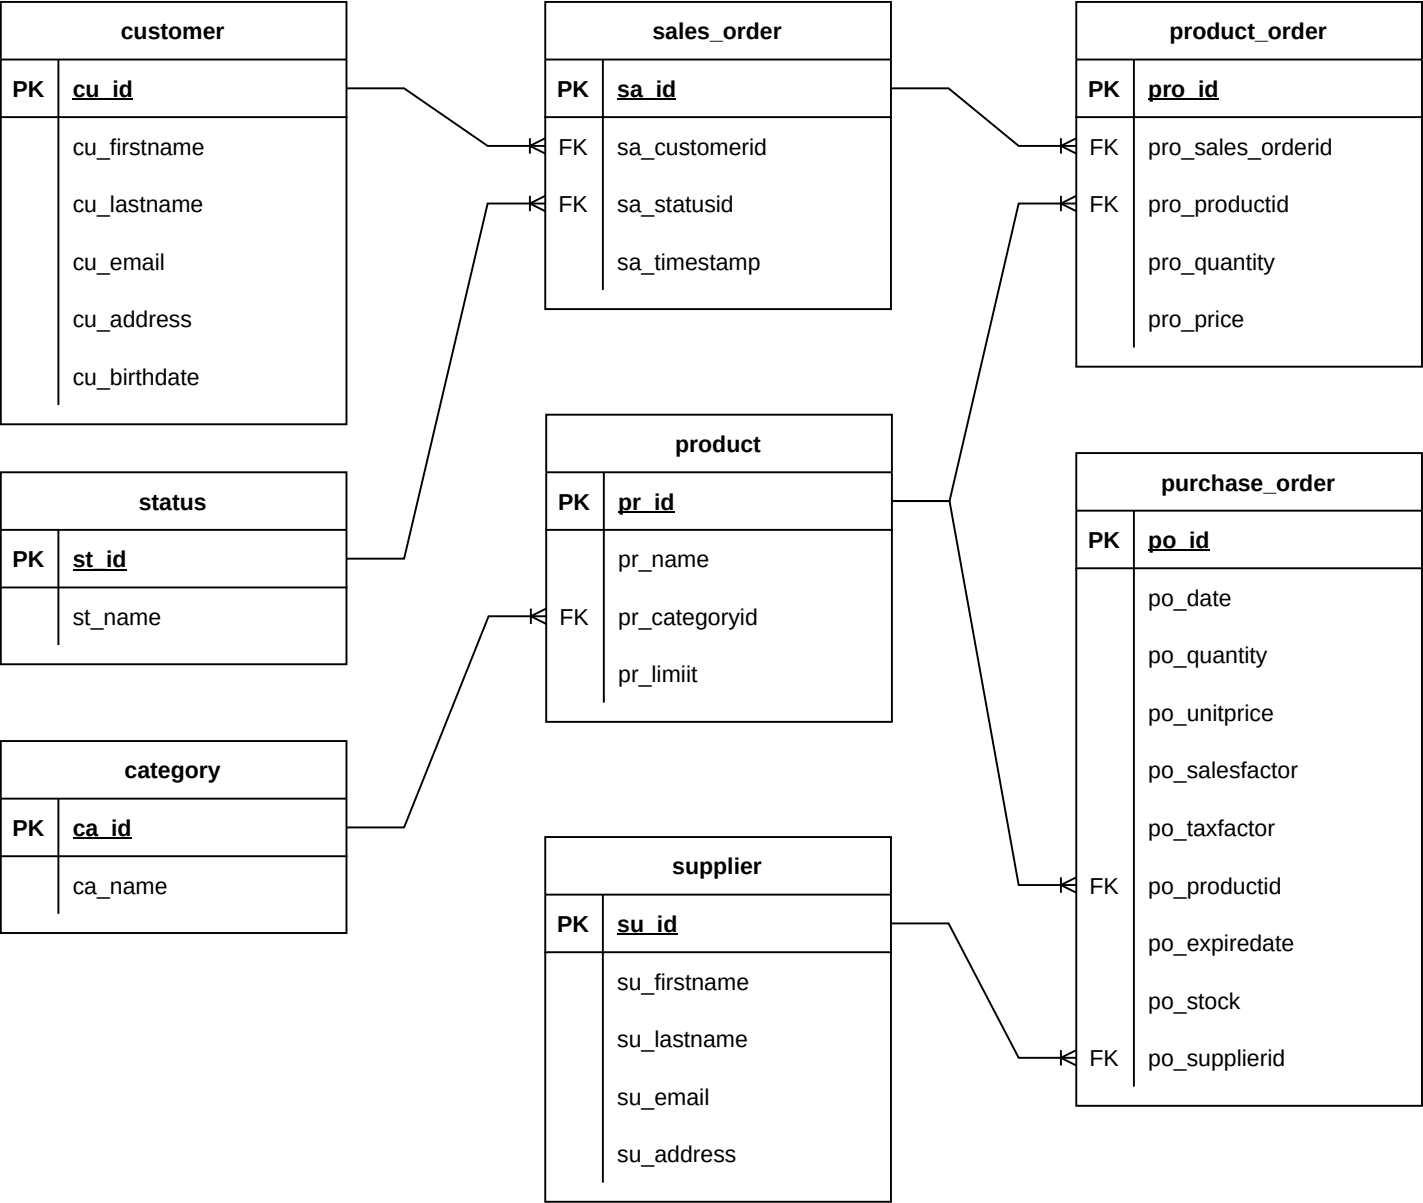 customer
PK cu_id
cu_firstname
cu_lastname
cu_email
cu_address
cu_birthdate
status
PK st_id
st_name
category
PK ca_id
ca_name
sales_order
PK sa_id
FK sa_customerid
FK sa_statusid
sa_timestamp
product
PK pr_id
pr_name
FK pr_categoryid
pr_limiit
supplier
PK su_id
su_firstname
su_lastname
su_email
su_address
product_order
PK pro_id
FK pro_sales_orderid
FK pro_productid
pro_quantity
pro_price
purchase_order
PK po_id
po_date
po_quantity
po_unitprice
po_salesfactor
po_taxfactor
FK po_productid
po_expiredate
po_stock
FK po_supplierid